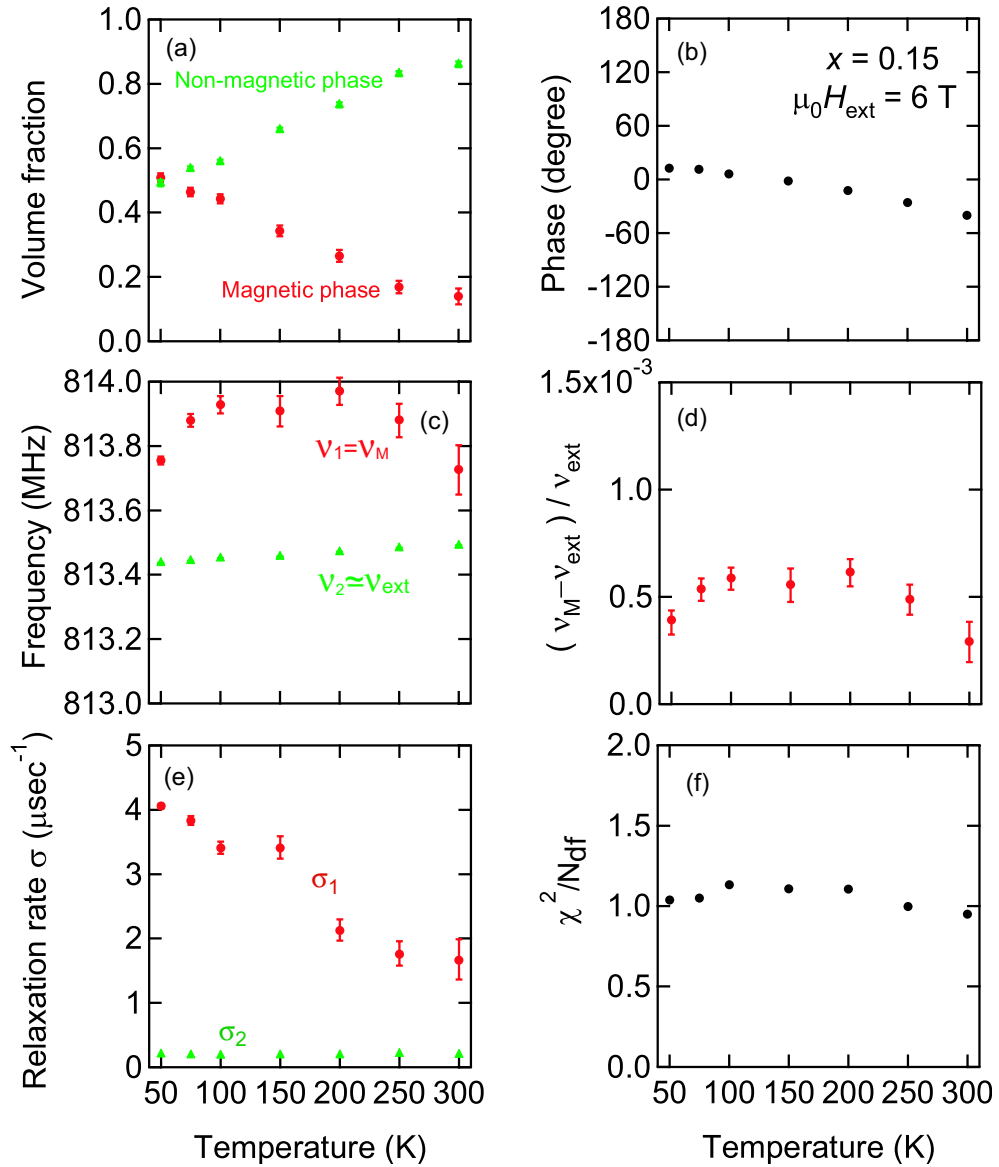 (a)
Non-magnetic phase
Magnetic phase
Volume fraction
1.0
0.8
0.6
0.4
0.2
0.0
(b)
x = 0.15
μ₀Hₑₓₜ = 6 T
Phase (degree)
180
120
60
0
-60
-120
-180
(c)
ν₁=νM
ν₂≃νₑₓₜ
Frequency (MHz)
814.0
813.8
813.6
813.4
813.2
813.0
(d)
( νM−νₑₓₜ ) / νₑₓₜ
1.5x10⁻³
1.0
0.5
0.0
(e)
σ₁
σ₂
Relaxation rate σ (μsec⁻¹)
5
4
3
2
1
0
50 100 150 200 250 300
Temperature (K)
(f)
χ²/Ndf
2.0
1.5
1.0
0.5
0.0
50 100 150 200 250 300
Temperature (K)